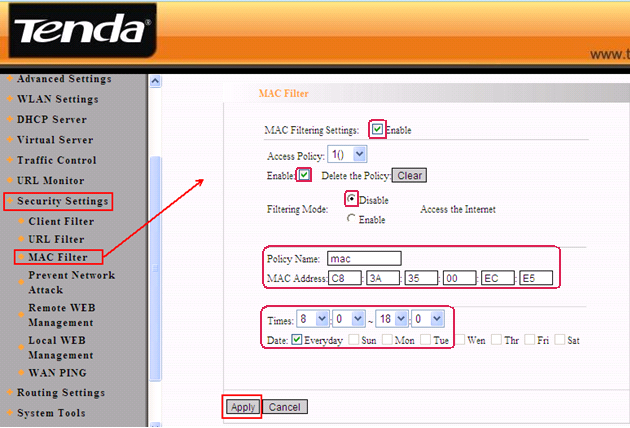 Tenda
www.t
Advanced Settings
WLAN Settings
DHCP Server
Virtual Server
Traffic Control
URL Monitor
Security Settings
Client Filter
URL Filter
MAC Filter
Prevent Network
Attack
Remote WEB
Management
Local WEB
Management
WAN PING
Routing Settings
System Tools
MAC Filter
MAC Filtering Settings: Enable
Access Policy: 1()
Enable: Delete the Policy: Clear
Filtering Mode: Disable
Enable Access the Internet
Policy Name: mac
MAC Address: C8 : 3A : 35 : 00 : EC : E5
Times: 8 : 0 ~ 18 : 0
Date: Everyday Sun Mon Tue Wen Thr Fri Sat
Apply Cancel